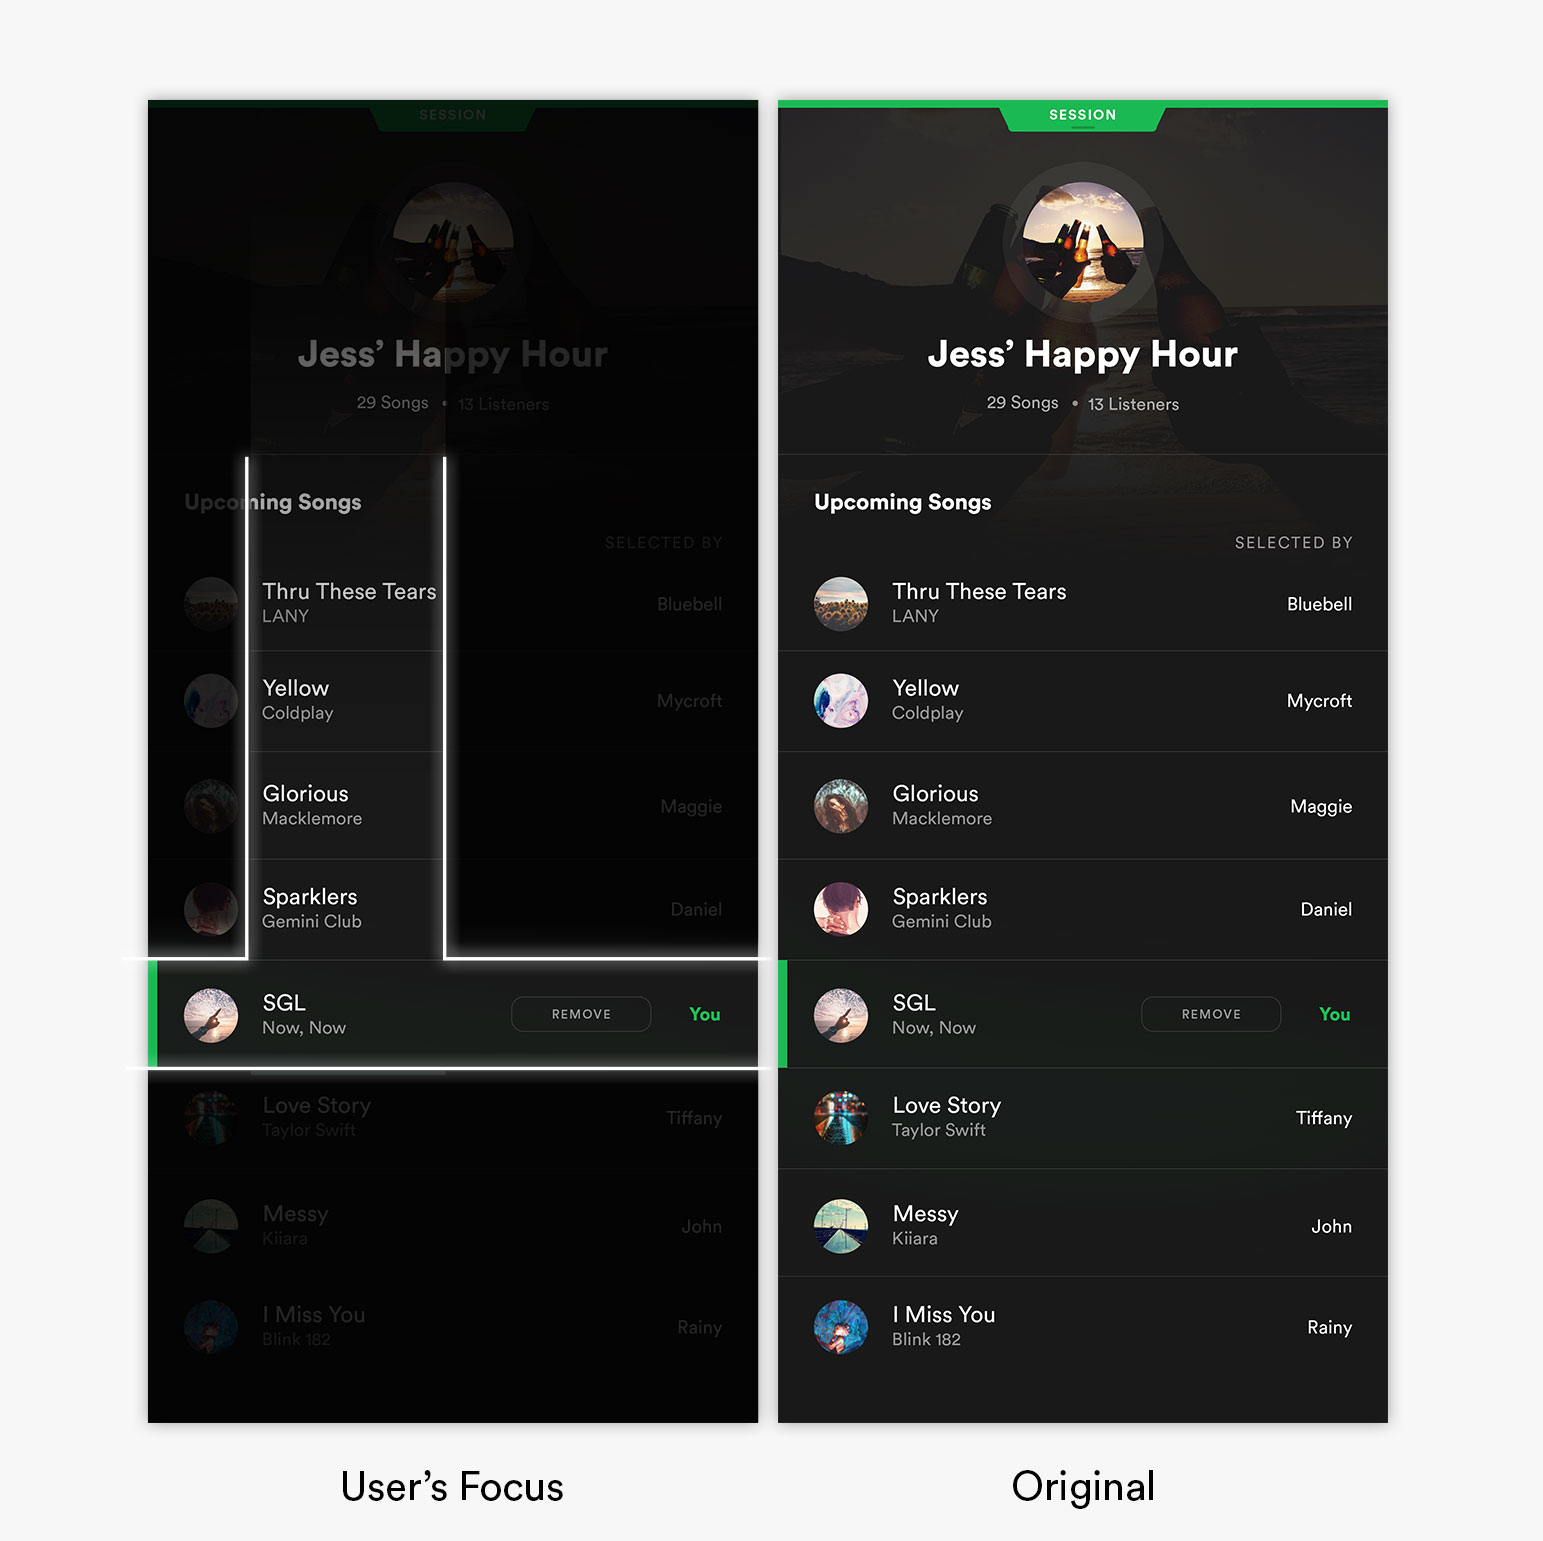 SESSION
Jess’ Happy Hour
29 Songs • 13 Listeners
Upcoming Songs
SELECTED BY
Thru These Tears
LANY
Bluebell
Yellow
Coldplay
Mycroft
Glorious
Macklemore
Maggie
Sparklers
Gemini Club
Daniel
SGL
Now, Now
REMOVE
You
Love Story
Taylor Swift
Tiffany
Messy
Kiiara
John
I Miss You
Blink 182
Rainy
User’s Focus
SESSION
Jess’ Happy Hour
29 Songs • 13 Listeners
Upcoming Songs
SELECTED BY
Thru These Tears
LANY
Bluebell
Yellow
Coldplay
Mycroft
Glorious
Macklemore
Maggie
Sparklers
Gemini Club
Daniel
SGL
Now, Now
REMOVE
You
Love Story
Taylor Swift
Tiffany
Messy
Kiiara
John
I Miss You
Blink 182
Rainy
Original